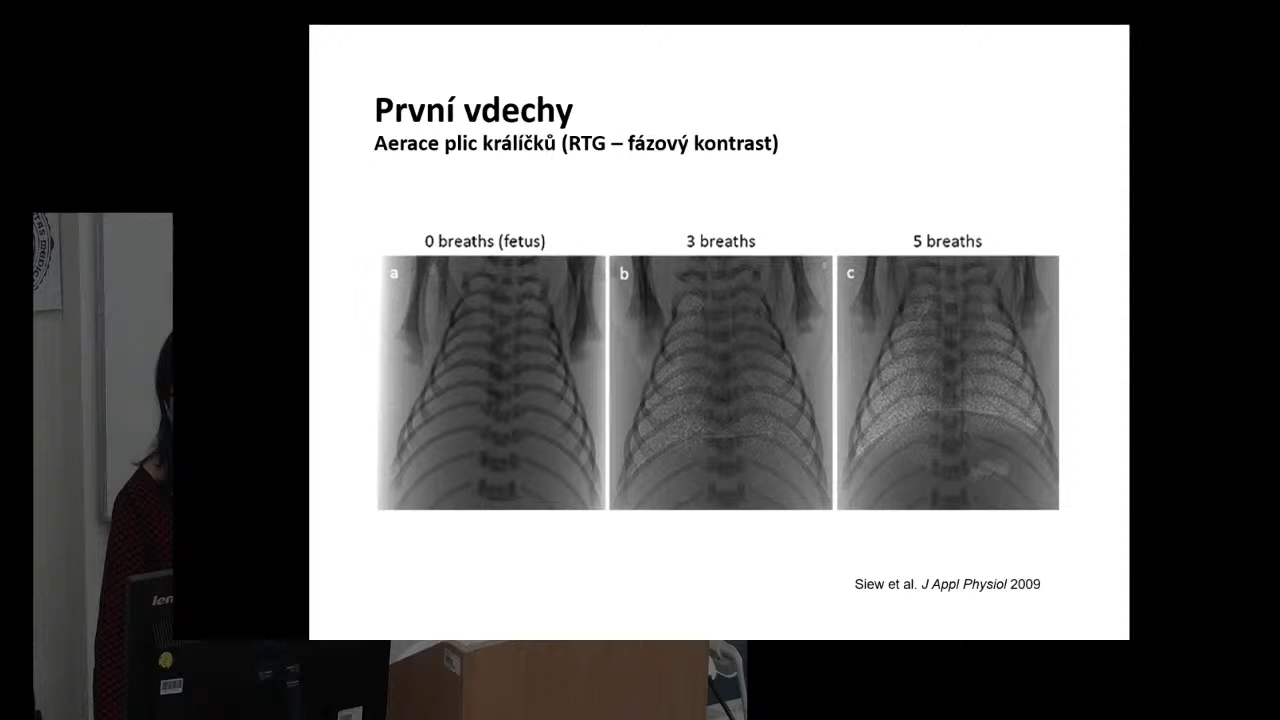 První vdechy
Aerace plic králíčků (RTG – fázový kontrast)
0 breaths (fetus)
3 breaths
5 breaths
a
b
c
Siew et al. J Appl Physiol 2009
len